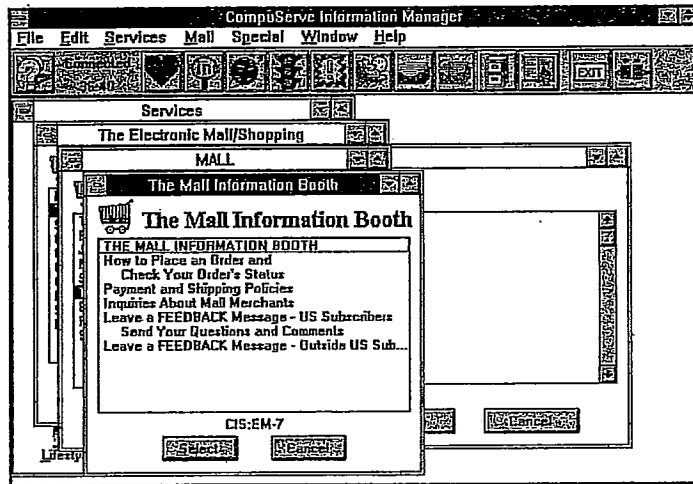 CompuServe Information Manager
File Edit Services Mail Special Window Help
EXIT
Services
The Electronic Mall/Shopping
MALL
The Mall Information Booth
The Mall Information Booth
THE MALL INFORMATION BOOTH
How to Place an Order and
Check Your Order's Status
Payment and Shipping Policies
Inquiries About Mall Merchants
Leave a FEEDBACK Message - US Subscribers
Send Your Questions and Comments
Leave a FEEDBACK Message - Outside US Sub...
CIS:EM-7
Cancel
Select Cancel